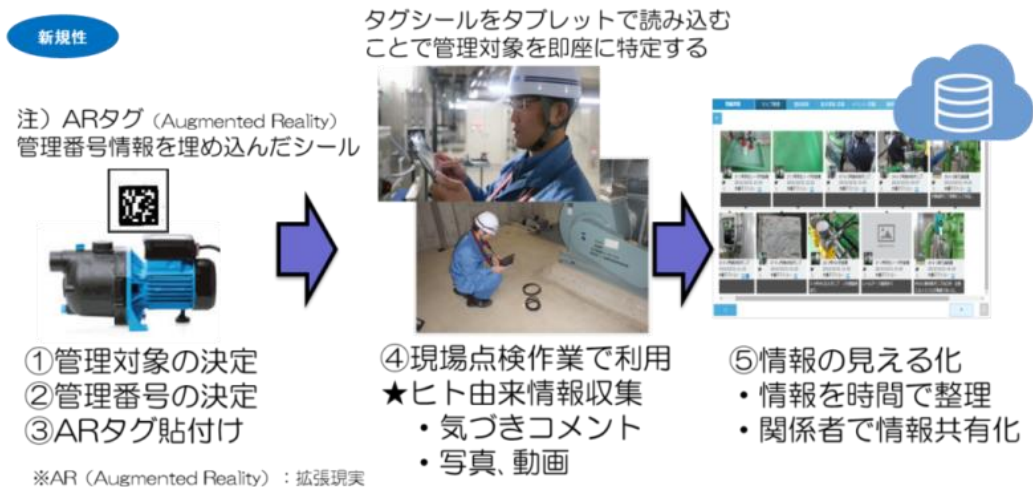 新規性
タグシールをタブレットで読み込む
ことで管理対象を即座に特定する
注）ARタグ（Augmented Reality）
管理番号情報を埋め込んだシール
①管理対象の決定
②管理番号の決定
③ARタグ貼付け
※AR（Augmented Reality）：拡張現実
④現場点検作業で利用
★ヒト由来情報収集
・気づきコメント
・写真、動画
⑤情報の見える化
・情報を時間で整理
・関係者で情報共有化